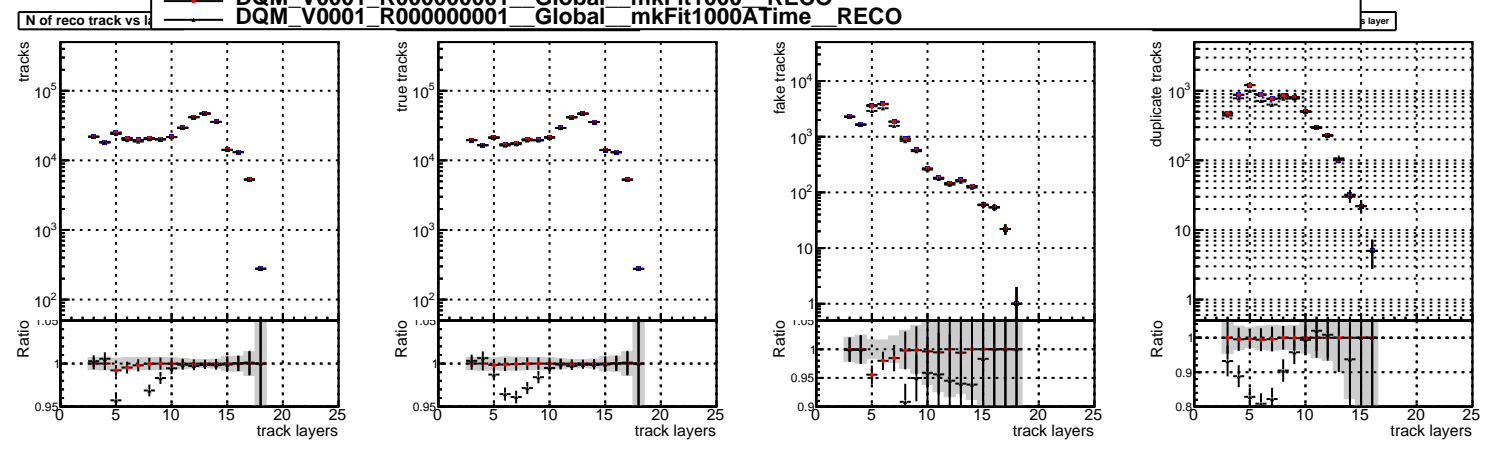 DQM_V0001_R000000001__Global__mkFit1000__RECO
DQM_V0001_R000000001__Global__mkFit1000ATime__RECO
N of reco track vs
s layer
tracks
10⁵
10⁴
10³
10²
Ratio
1.05
1
0.95
0 5 10 15 20 25
track layers
true tracks
10⁵
10⁴
10³
10²
Ratio
1.05
1
0.95
0 5 10 15 20 25
track layers
fake tracks
10⁴
10³
10²
10
1
Ratio
1.05
1
0.95
0.9
0 5 10 15 20 25
track layers
duplicate tracks
10³
10²
10
1
Ratio
1
0.9
0.8
0 5 10 15 20 25
track layers